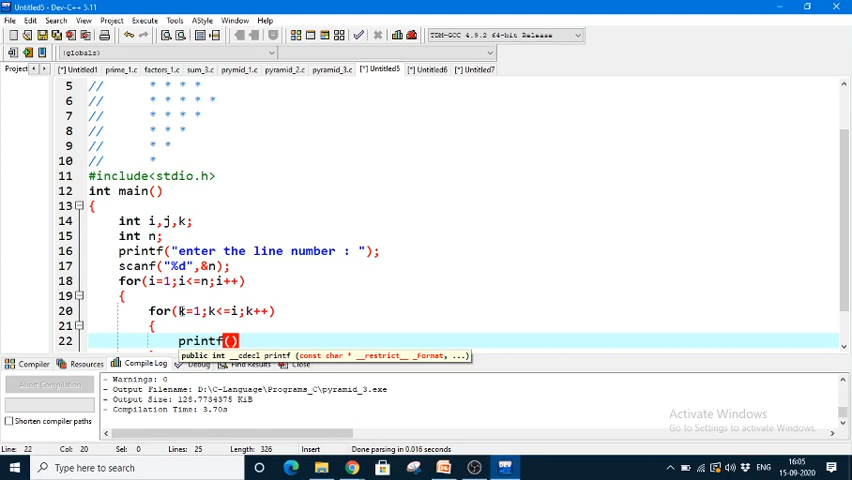 Untitled5 - Dev-C++ 5.11
File Edit Search View Project Execute Tools AStyle Window Help
TDM-GCC 4.9.2 64-bit Release
(globals)
Project
[*] Untitled1 prime_1.c factors_1.c sum_3.c prymid_1.c pyramid_2.c pyramid_3.c [*] Untitled5 [*] Untitled6 [*] Untitled7
5 // * * * *
6 // * * * * *
7 // * * * *
8 // * * *
9 // * *
10 // *
11 #include<stdio.h>
12 int main()
13 {
14 int i,j,k;
15 int n;
16 printf("enter the line number : ");
17 scanf("%d",&n);
18 for(i=1;i<=n;i++)
19 {
20 for(k=1;k<=i;k++)
21 {
22 printf()
public int __cdecl printf (const char * __restrict__ _Format, ...)
Compiler Resources Compile Log Debug Find Results Close
Abort Compilation
Shorten compiler paths
- Warnings: 0
- Output Filename: D:\C-Language\Programs_C\pyramid_3.exe
- Output Size: 128.7734375 KiB
- Compilation Time: 3.70s
Activate Windows
Go to Settings to activate Windows.
Line: 22 Col: 20 Sel: 0 Lines: 25 Length: 326 Insert Done parsing in 0.016 seconds
Type here to search
ENG
16:05
15-09-2020